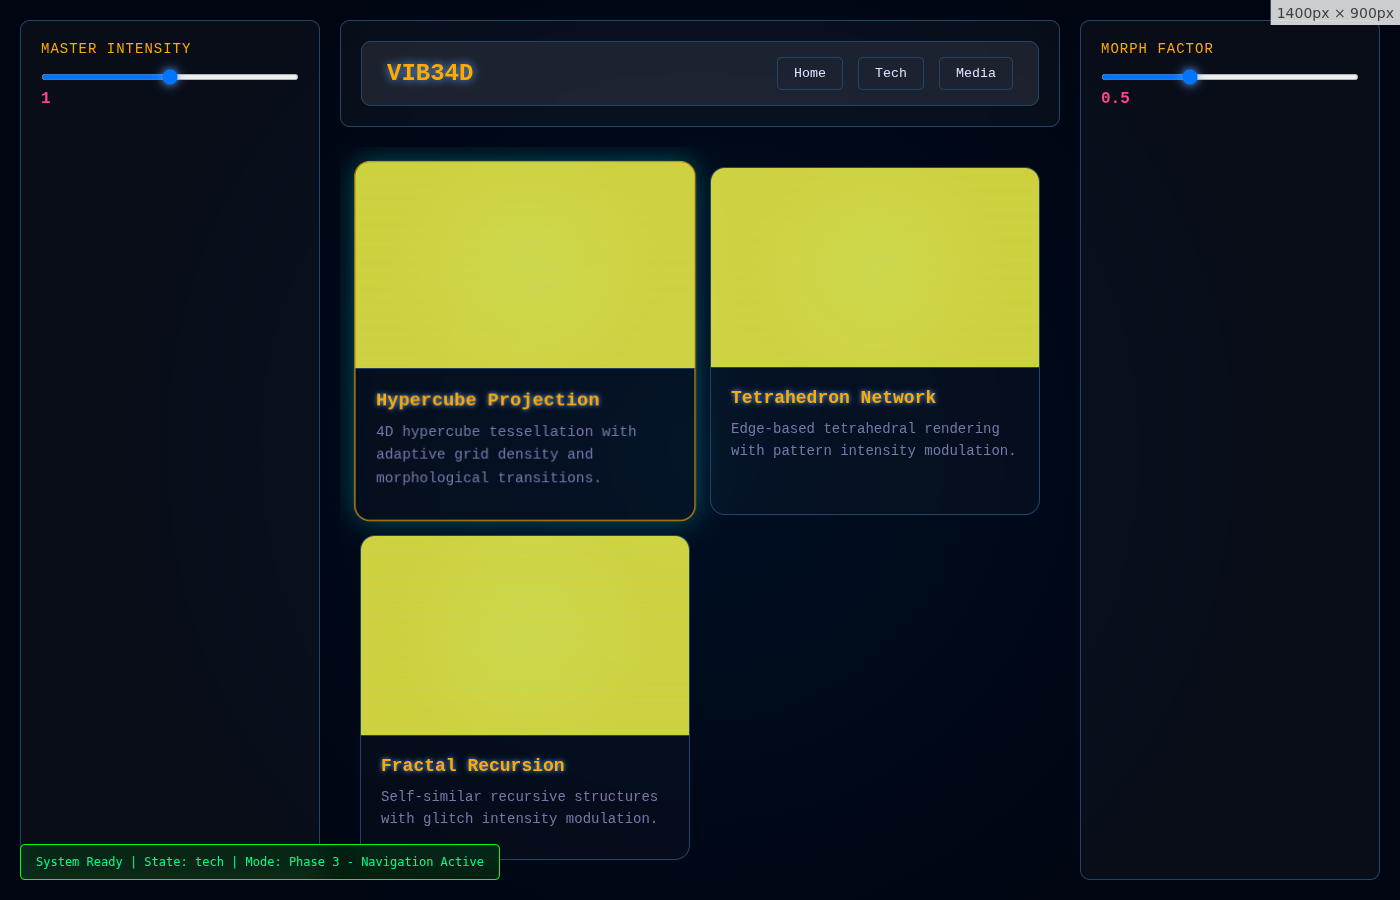 1400px × 900px
MASTER INTENSITY
1
VIB34D
Home
Tech
Media
MORPH FACTOR
0.5
Hypercube Projection
4D hypercube tessellation with
adaptive grid density and
morphological transitions.
Tetrahedron Network
Edge-based tetrahedral rendering
with pattern intensity modulation.
Fractal Recursion
Self-similar recursive structures
with glitch intensity modulation.
System Ready | State: tech | Mode: Phase 3 - Navigation Active